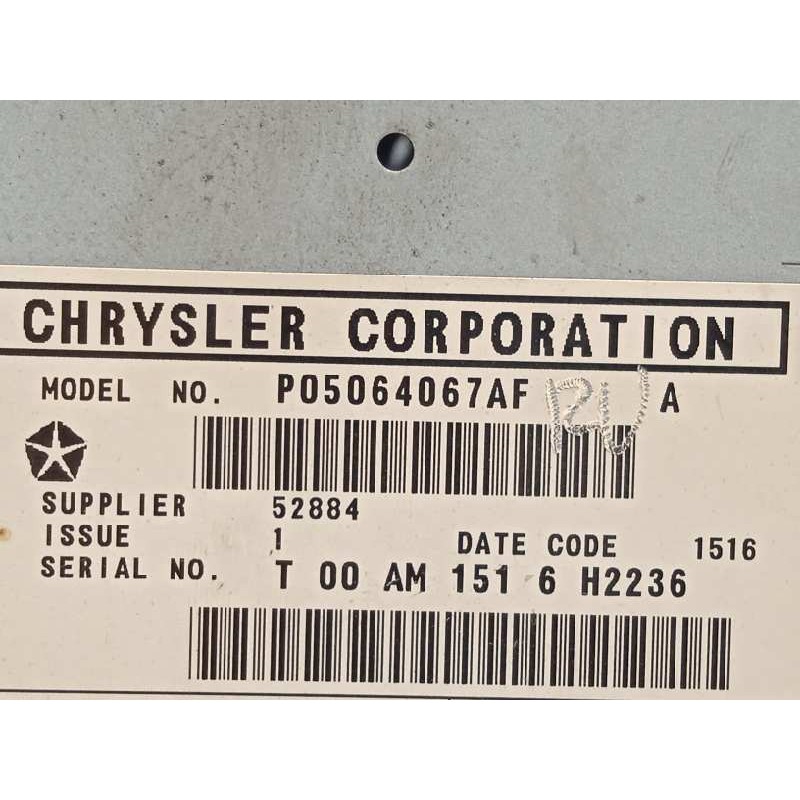 CHRYSLER CORPORATION
MODEL NO. P05064067AF A
SUPPLIER 52884
ISSUE 1 DATE CODE 1516
SERIAL NO. T 00 AM 151 6 H2236